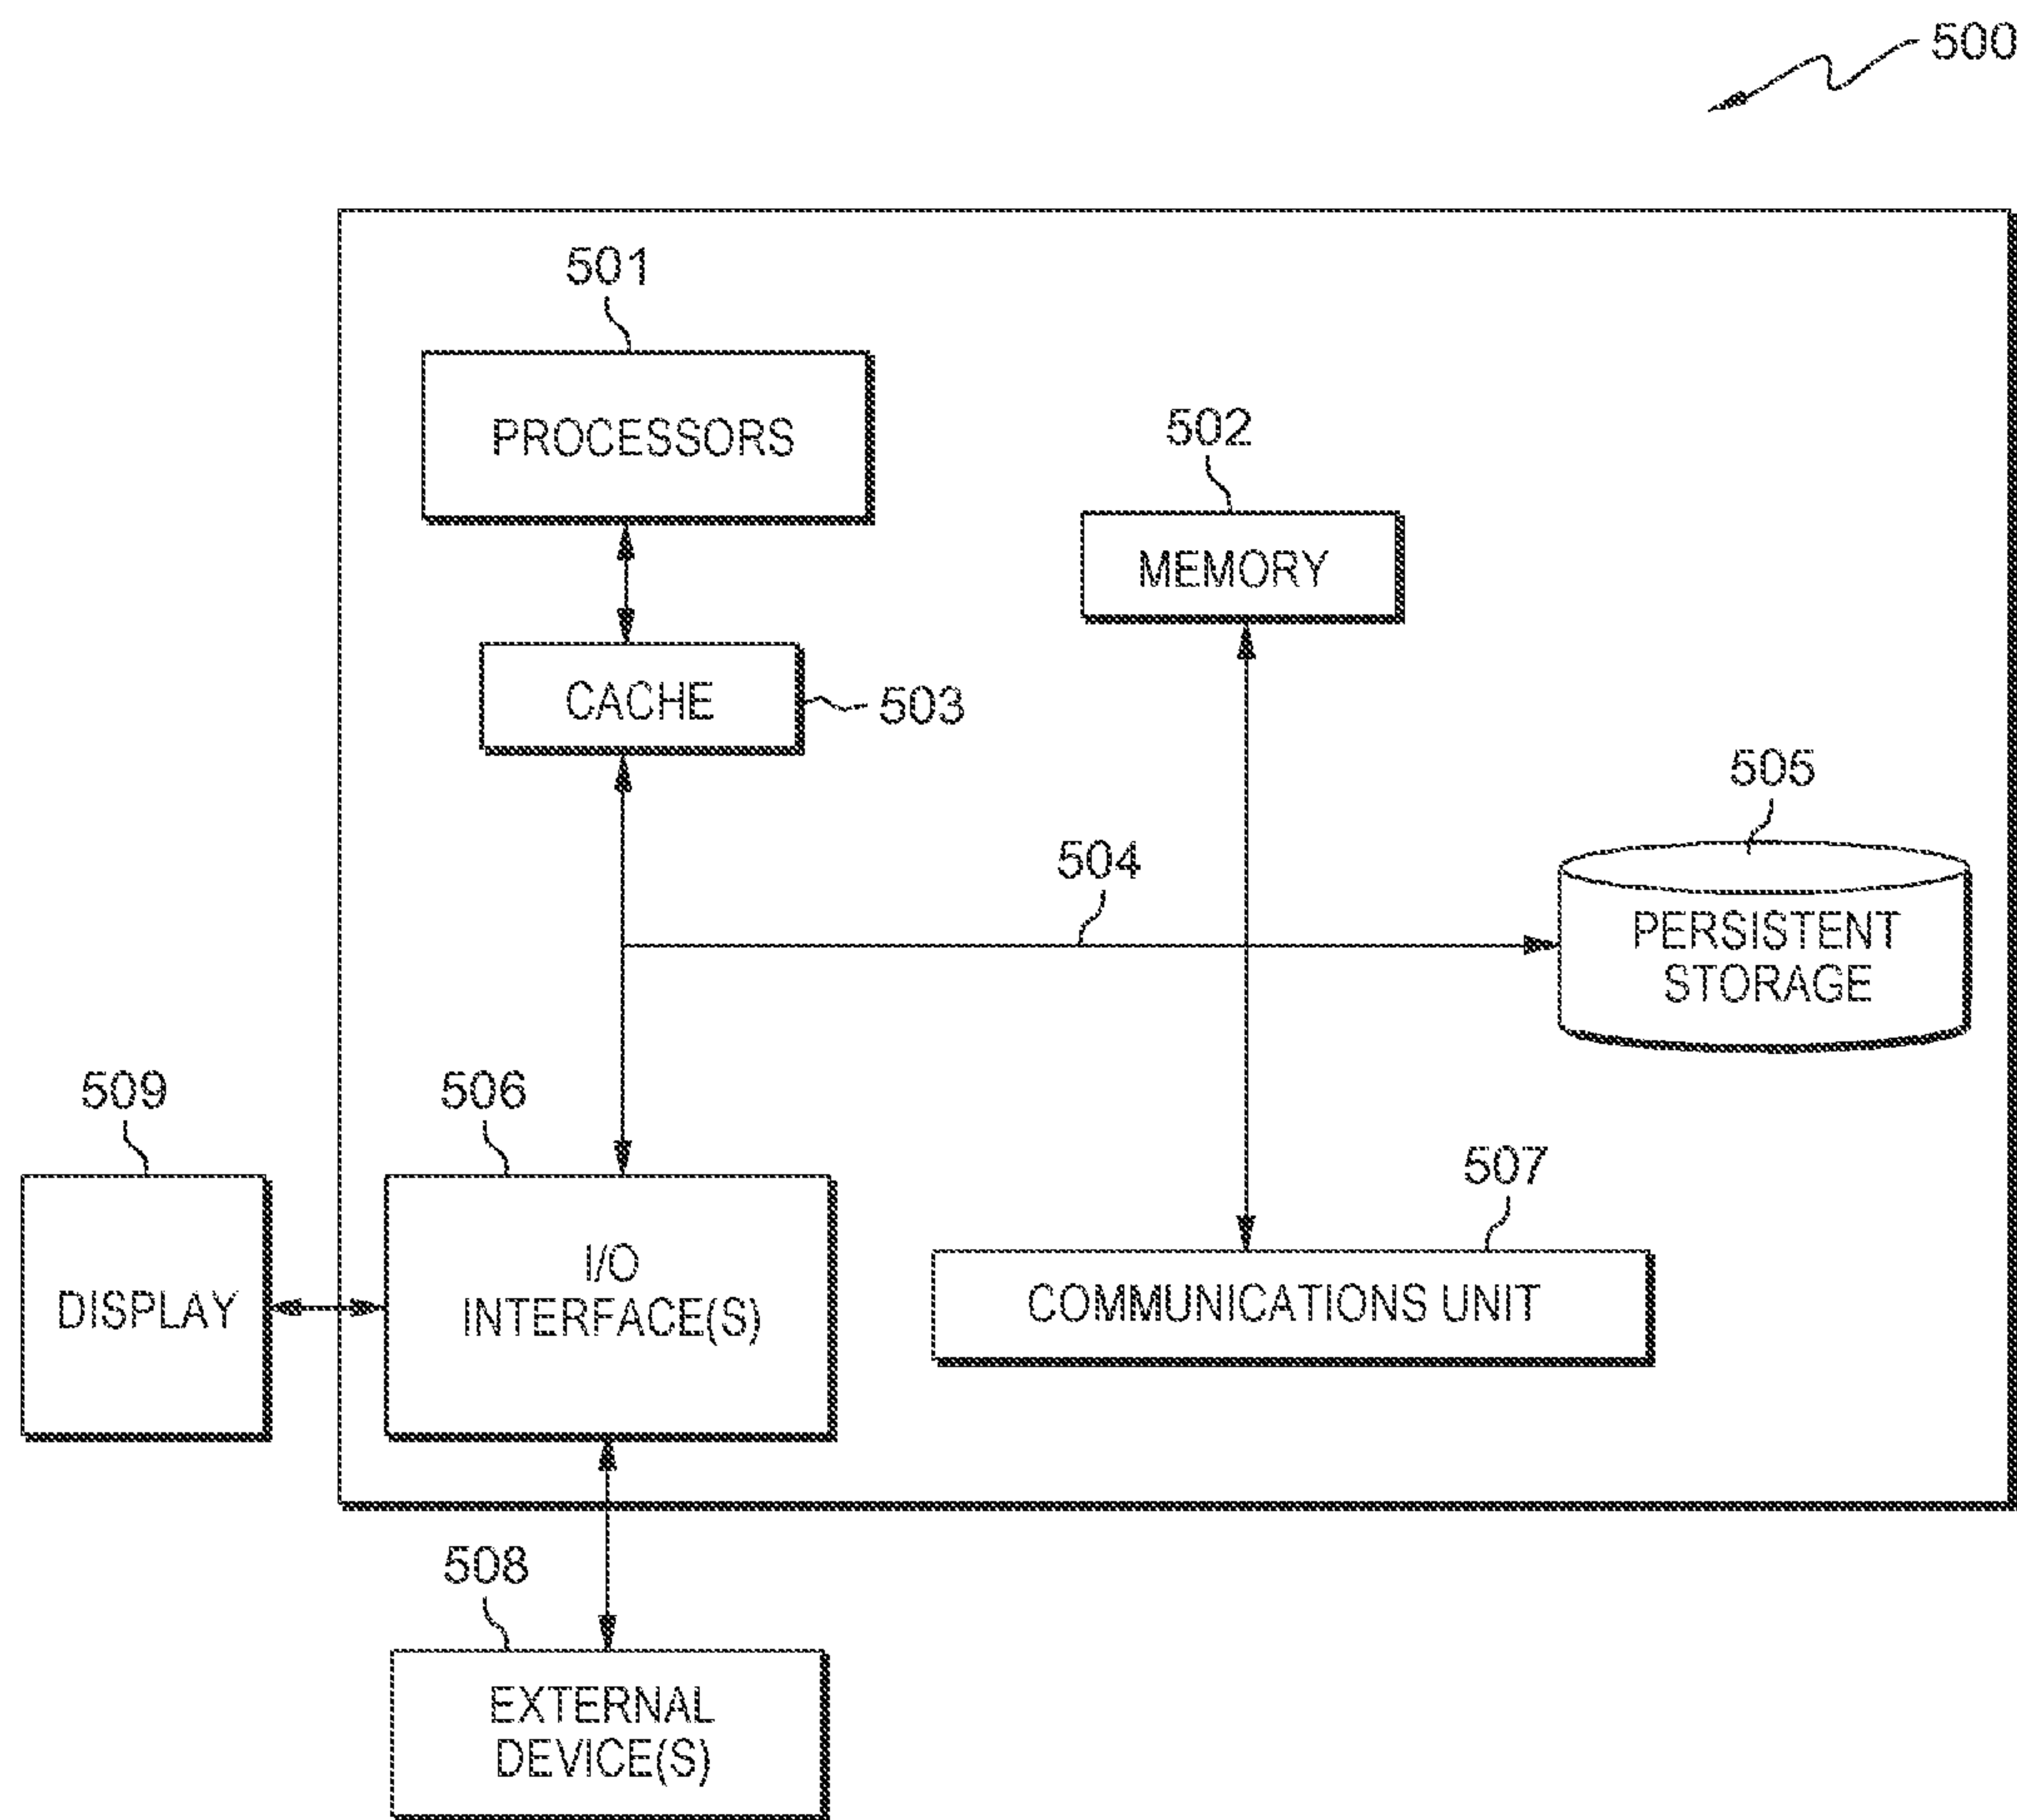 500
501
PROCESSORS
502
MEMORY
CACHE
503
505
504
PERSISTENT
STORAGE
509
506
507
DISPLAY
I/O
INTERFACE(S)
COMMUNICATIONS UNIT
508
EXTERNAL
DEVICE(S)